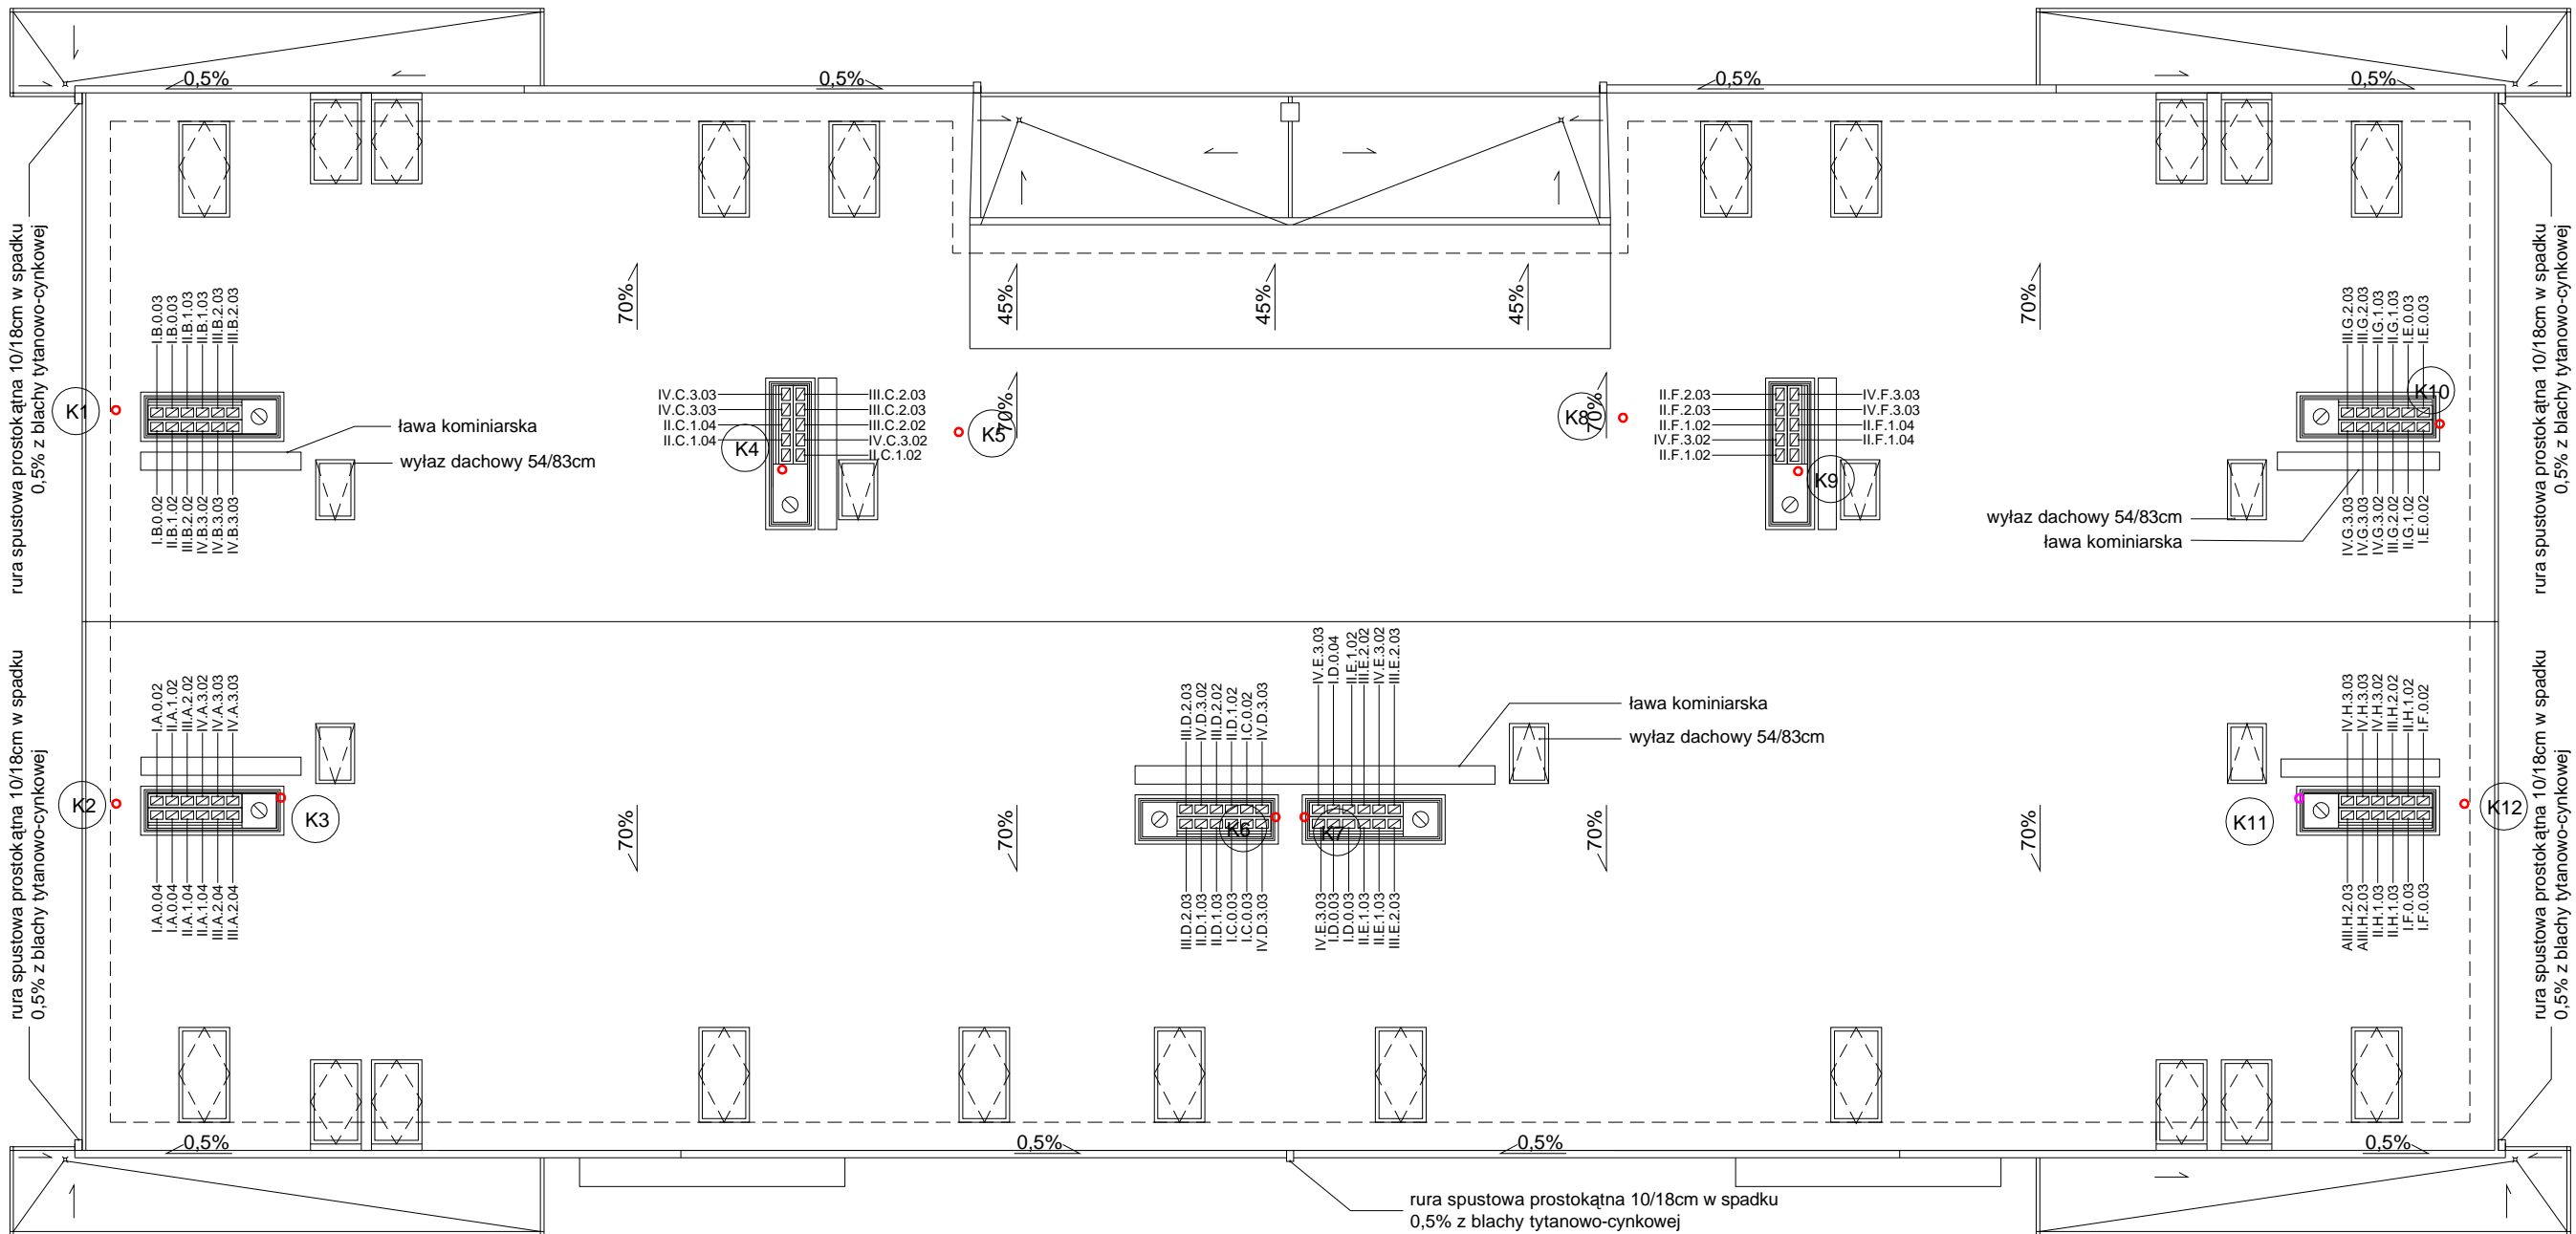 0,5%
0,5%
0,5%
0,5%
rura spustowa prostokątna 10/18cm w spadku
0,5% z blachy tytanowo-cynkowej
rura spustowa prostokątna 10/18cm w spadku
0,5% z blachy tytanowo-cynkowej
70%
45%
45%
45%
70%
I.B.0.03
I.B.0.03
II.B.1.03
II.B.1.03
III.B.2.03
III.B.2.03
K1
I.B.0.02
II.B.1.02
III.B.2.02
IV.B.3.02
IV.B.3.03
IV.B.3.03
ława kominiarska
wyłaz dachowy 54/83cm
IV.C.3.03
IV.C.3.03
II.C.1.04
II.C.1.04
K4
III.C.2.03
III.C.2.03
III.C.2.02
IV.C.3.02
II.C.1.02
K5
70%
K8
70%
II.F.2.03
II.F.2.03
II.F.1.02
IV.F.3.02
II.F.1.02
IV.F.3.03
IV.F.3.03
II.F.1.04
II.F.1.04
K9
III.G.2.03
III.G.2.03
II.G.1.03
II.G.1.03
I.E.0.03
I.E.0.03
K10
IV.G.3.03
IV.G.3.03
IV.G.3.02
III.G.2.02
II.G.1.02
I.E.0.02
wyłaz dachowy 54/83cm
ława kominiarska
rura spustowa prostokątna 10/18cm w spadku
0,5% z blachy tytanowo-cynkowej
rura spustowa prostokątna 10/18cm w spadku
0,5% z blachy tytanowo-cynkowej
I.A.0.02
II.A.1.02
III.A.2.02
IV.A.3.02
IV.A.3.03
IV.A.3.03
K2
K3
I.A.0.04
I.A.0.04
II.A.1.04
II.A.1.04
III.A.2.04
III.A.2.04
70%
70%
III.D.2.03
IV.D.3.02
III.D.2.02
II.D.1.02
I.C.0.02
IV.D.3.03
K6
III.D.2.03
II.D.1.03
II.D.1.03
I.C.0.03
I.C.0.03
IV.D.3.03
IV.E.3.03
I.D.0.04
II.E.1.02
III.E.2.02
IV.E.3.02
III.E.2.03
K7
IV.E.3.03
I.D.0.03
I.D.0.03
II.E.1.03
II.E.1.03
III.E.2.03
ława kominiarska
wyłaz dachowy 54/83cm
70%
70%
IV.H.3.03
IV.H.3.03
IV.H.3.02
III.H.2.02
II.H.1.02
I.F.0.02
K11
K12
AIII.H.2.03
AIII.H.2.03
II.H.1.03
II.H.1.03
I.F.0.03
I.F.0.03
0,5%
0,5%
0,5%
0,5%
rura spustowa prostokątna 10/18cm w spadku
0,5% z blachy tytanowo-cynkowej